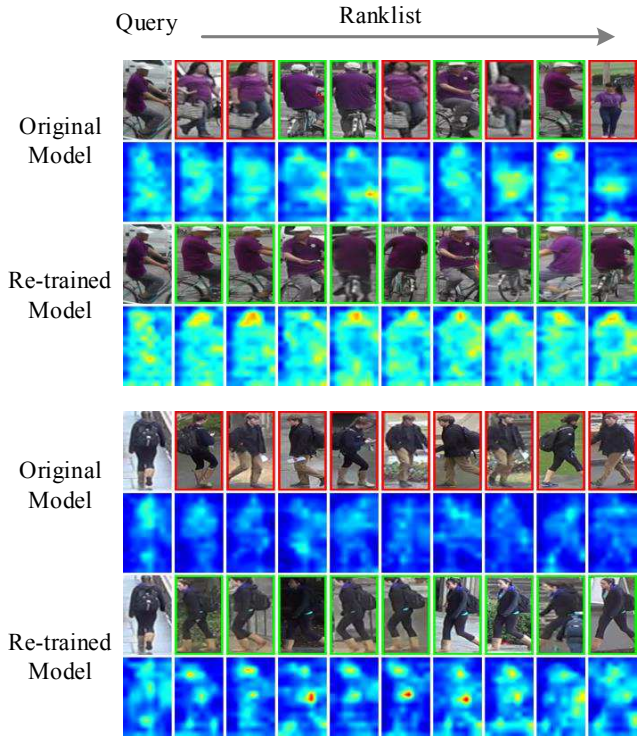 Query
Ranklist
Original
Model
Re-trained
Model
Original
Model
Re-trained
Model